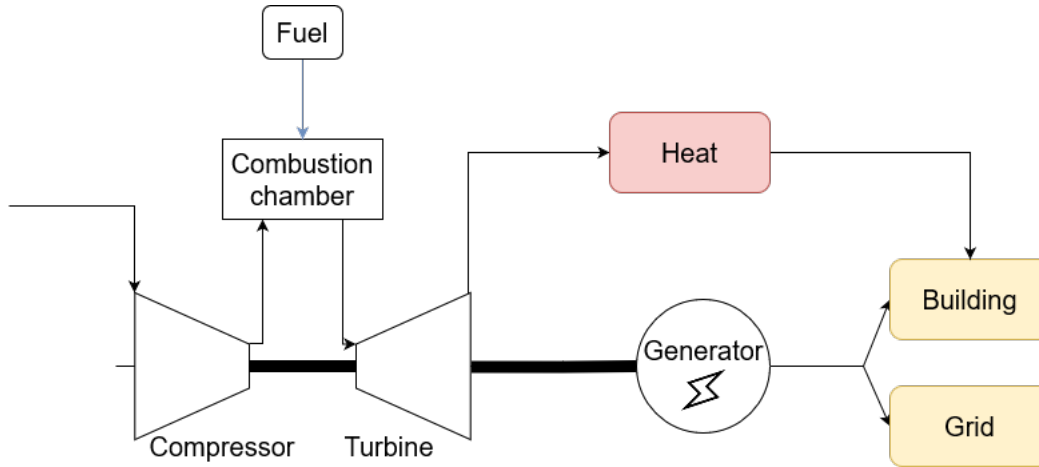 Fuel
Combustion
chamber
Heat
Building
Generator
Grid
Compressor
Turbine